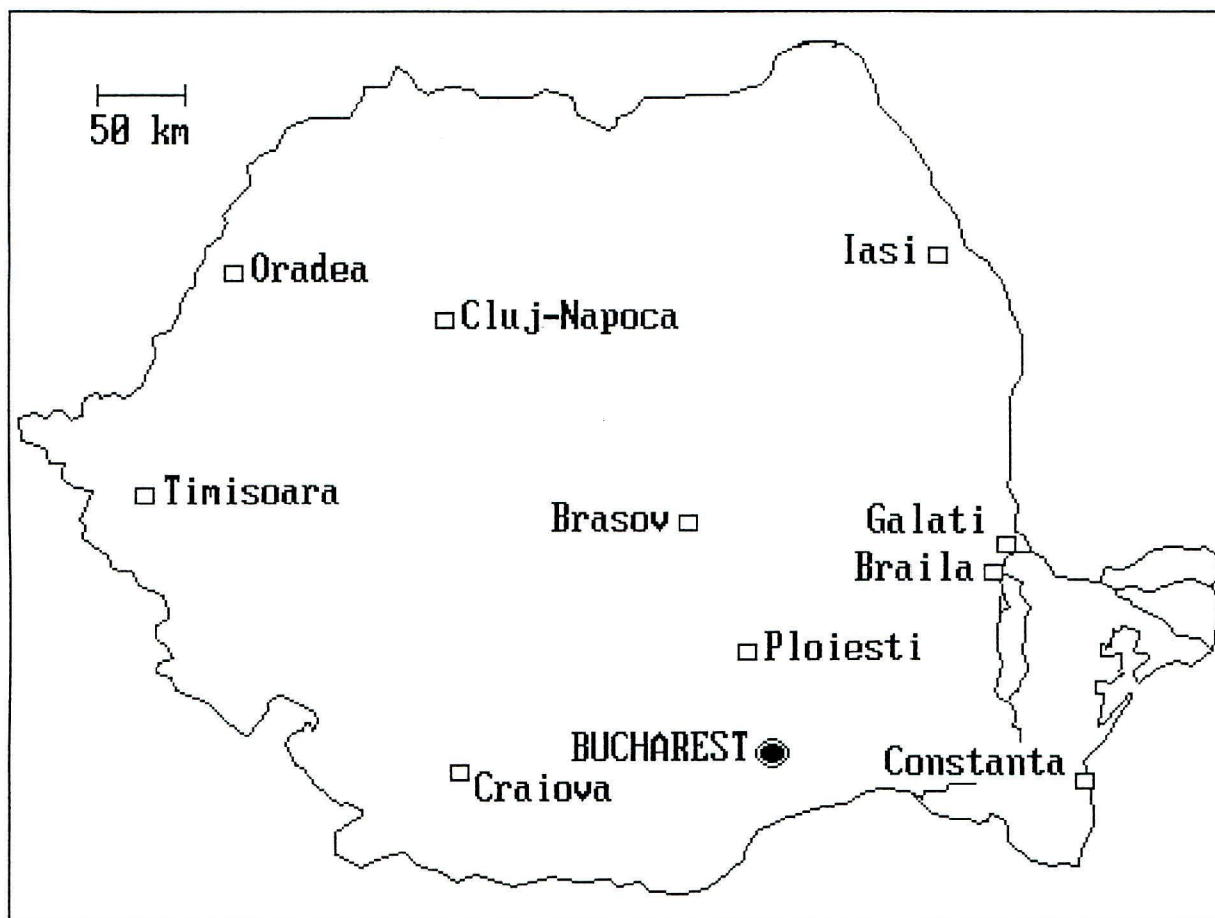 50 km
Iasi
Oradea
Cluj-Napoca
Timisoara
Brasov
Galati
Braila
Ploiesti
BUCHAREST
Constanta
Craiova